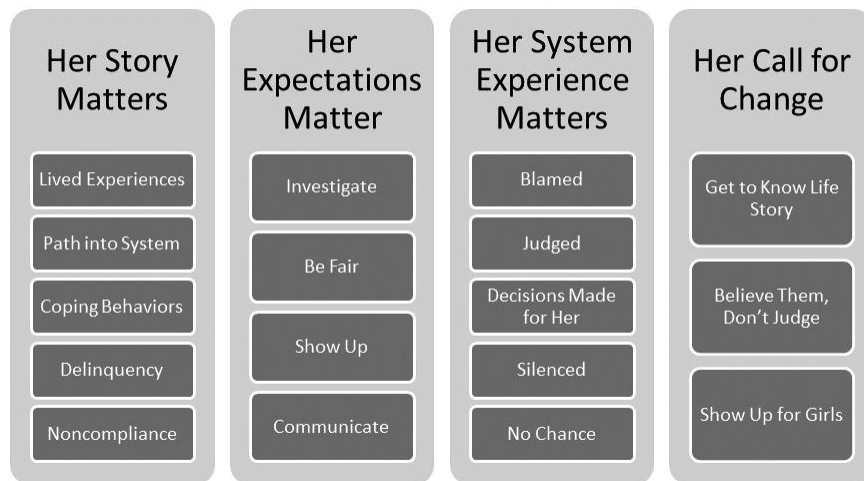 Her Story
Matters
Lived Experiences
Path into System
Coping Behaviors
Delinquency
Noncompliance
Her
Expectations
Matter
Investigate
Be Fair
Show Up
Communicate
Her System
Experience
Matters
Blamed
Judged
Decisions Made
for Her
Silenced
No Chance
Her Call for
Change
Get to Know Life
Story
Believe Them,
Don’t Judge
Show Up for Girls